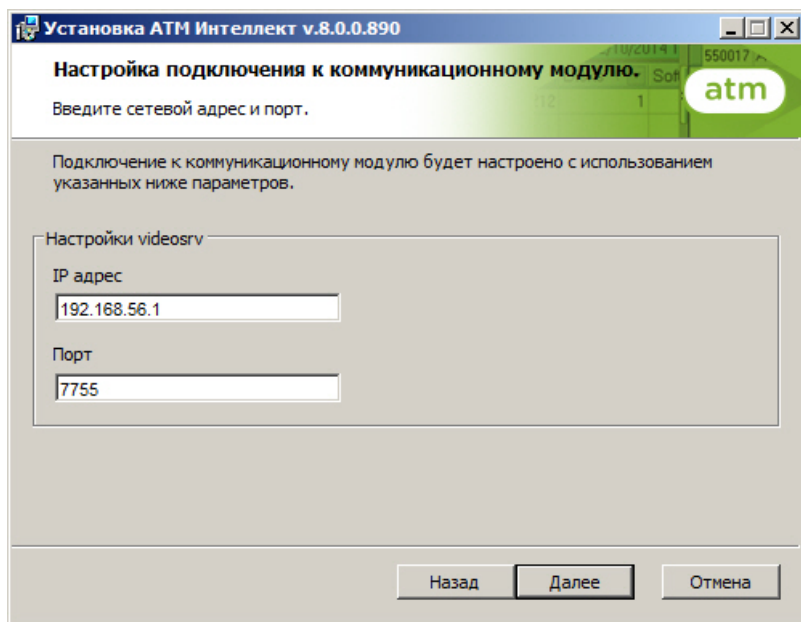 Установка АТМ Интеллект v.8.0.0.890
Настройка подключения к коммуникационному модулю.
Введите сетевой адрес и порт.
550017
1
atm
Подключение к коммуникационному модулю будет настроено с использованием
указанных ниже параметров.
Настройки videosrv
IP адрес
192.168.56.1
Порт
7755
Назад
Далее
Отмена